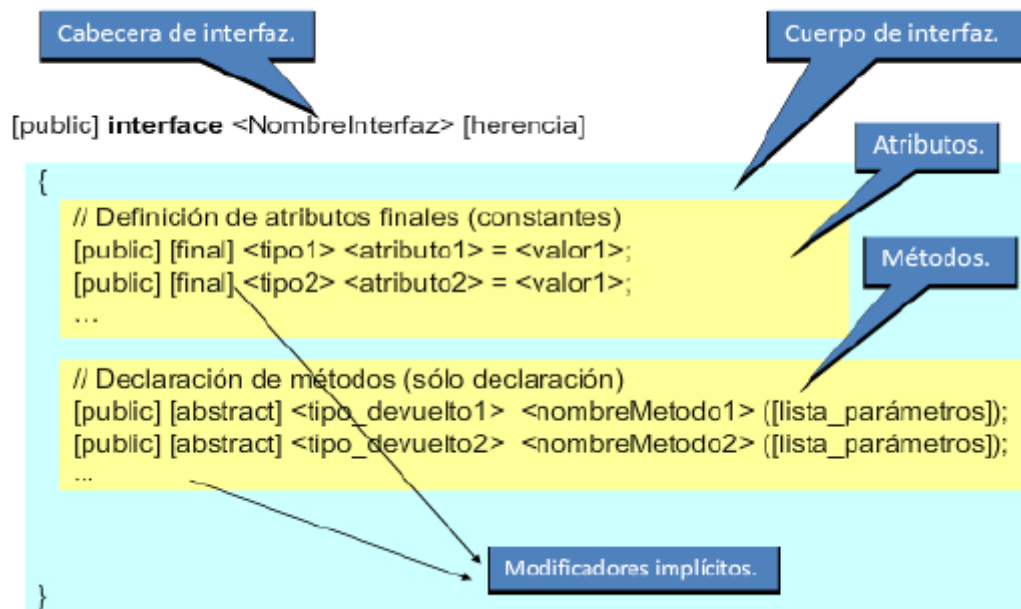 Cabecera de interfaz.
Cuerpo de interfaz.
[public] interface <NombreInterfaz> [herencia]
Atributos.
{
// Definición de atributos finales (constantes)
[public] [final] <tipo1> <atributo1> = <valor1>;
[public] [final] <tipo2> <atributo2> = <valor1>;
...
Métodos.
// Declaración de métodos (sólo declaración)
[public] [abstract] <tipo_devuelto1> <nombreMetodo1> ([lista_parámetros]);
[public] [abstract] <tipo_devuelto2> <nombreMetodo2> ([lista_parámetros]);
...
Modificadores implícitos.
}